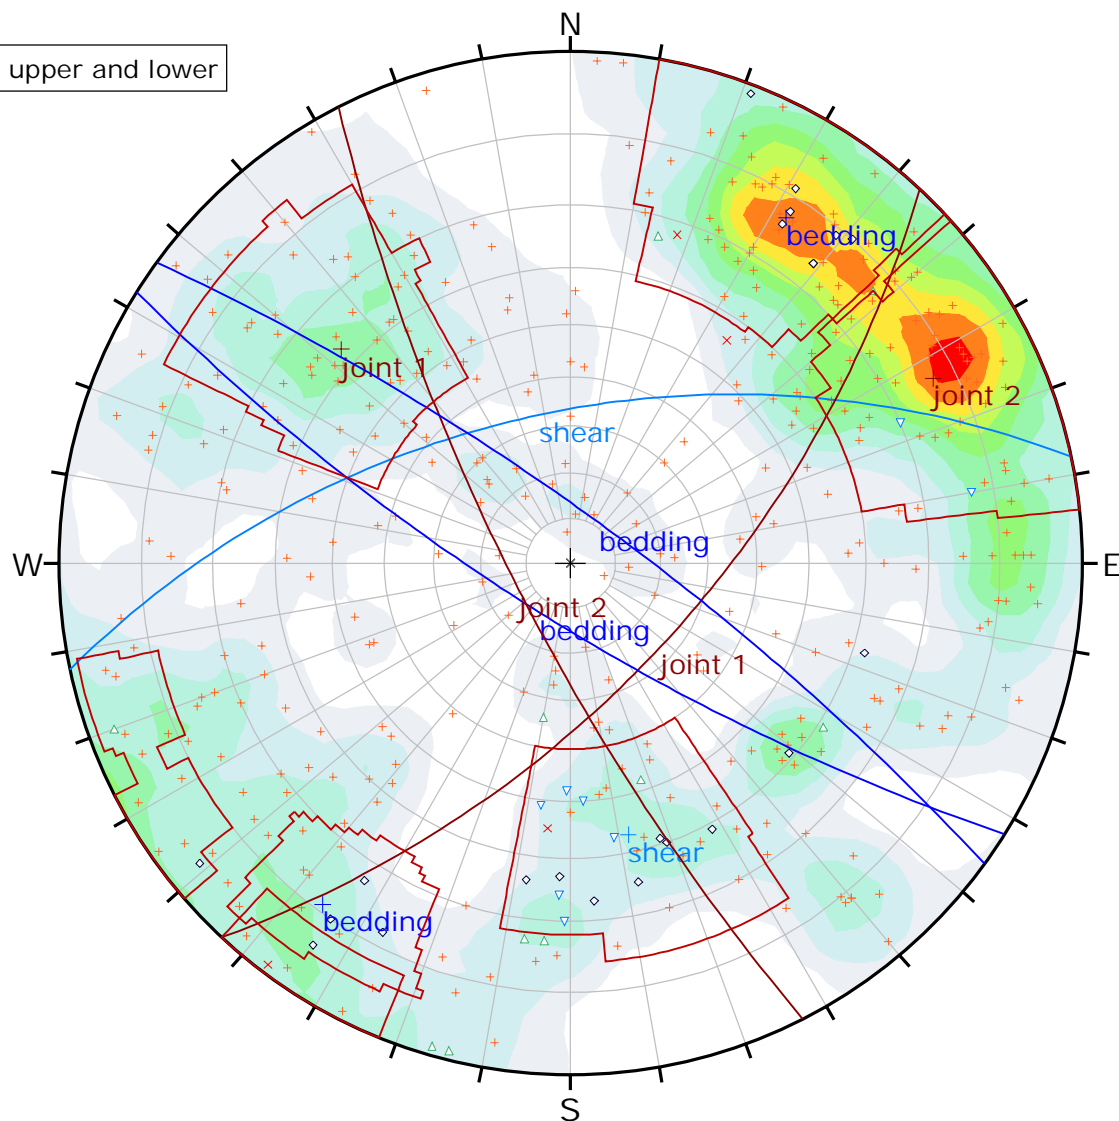 N
upper and lower
bedding
joint 1
joint 2
shear
bedding
W
E
joint 2
bedding
joint 1
shear
bedding
S